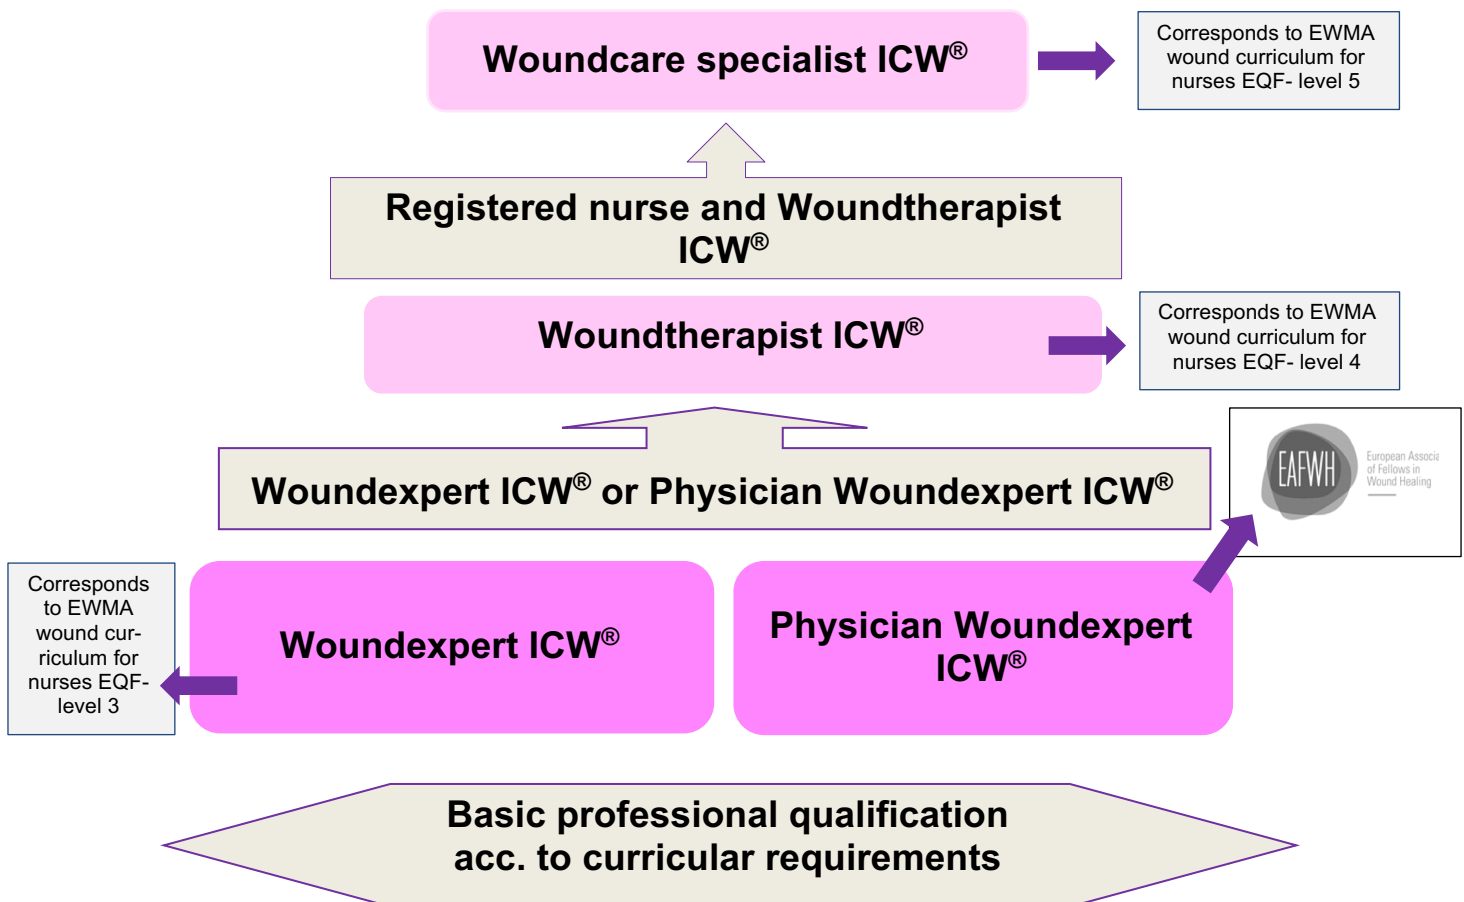 Woundcare specialist ICW®
Corresponds to EWMA
wound curriculum for
nurses EQF- level 5
Registered nurse and Woundtherapist
ICW®
Woundtherapist ICW®
Corresponds to EWMA
wound curriculum for
nurses EQF- level 4
Woundexpert ICW® or Physician Woundexpert ICW®
EAFWH
European Associa
of Fellows in
Wound Healing
Corresponds
to EWMA
wound cur-
riculum for
nurses EQF-
level 3
Woundexpert ICW®
Physician Woundexpert
ICW®
Basic professional qualification
acc. to curricular requirements